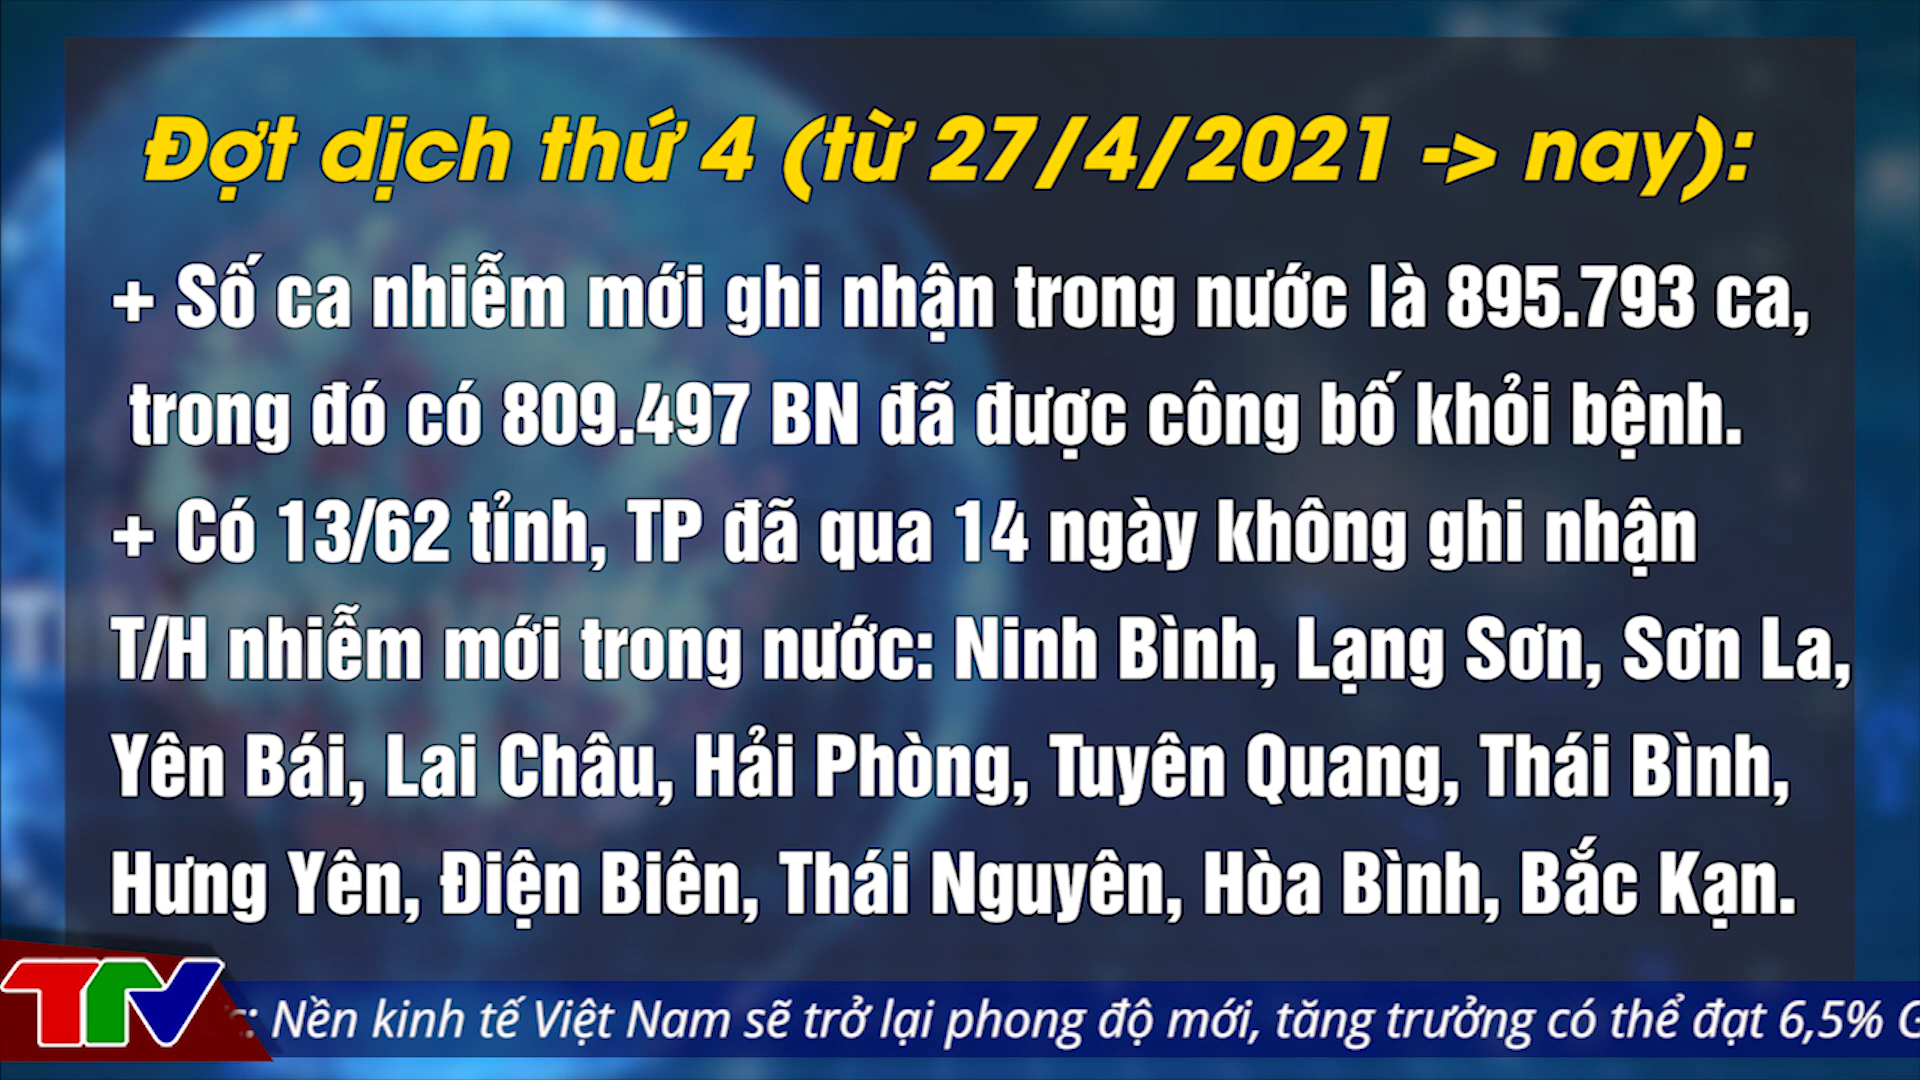 Đợt dịch thứ 4 (từ 27/4/2021 -> nay):
+ Số ca nhiễm mới ghi nhận trong nước là 895.793 ca,
trong đó có 809.497 BN đã được công bố khỏi bệnh.
+ Có 13/62 tỉnh, TP đã qua 14 ngày không ghi nhận
T/H nhiễm mới trong nước: Ninh Bình, Lạng Sơn, Sơn La,
Yên Bái, Lai Châu, Hải Phòng, Tuyên Quang, Thái Bình,
Hưng Yên, Điện Biên, Thái Nguyên, Hòa Bình, Bắc Kạn.
TTV
: Nền kinh tế Việt Nam sẽ trở lại phong độ mới, tăng trưởng có thể đạt 6,5%